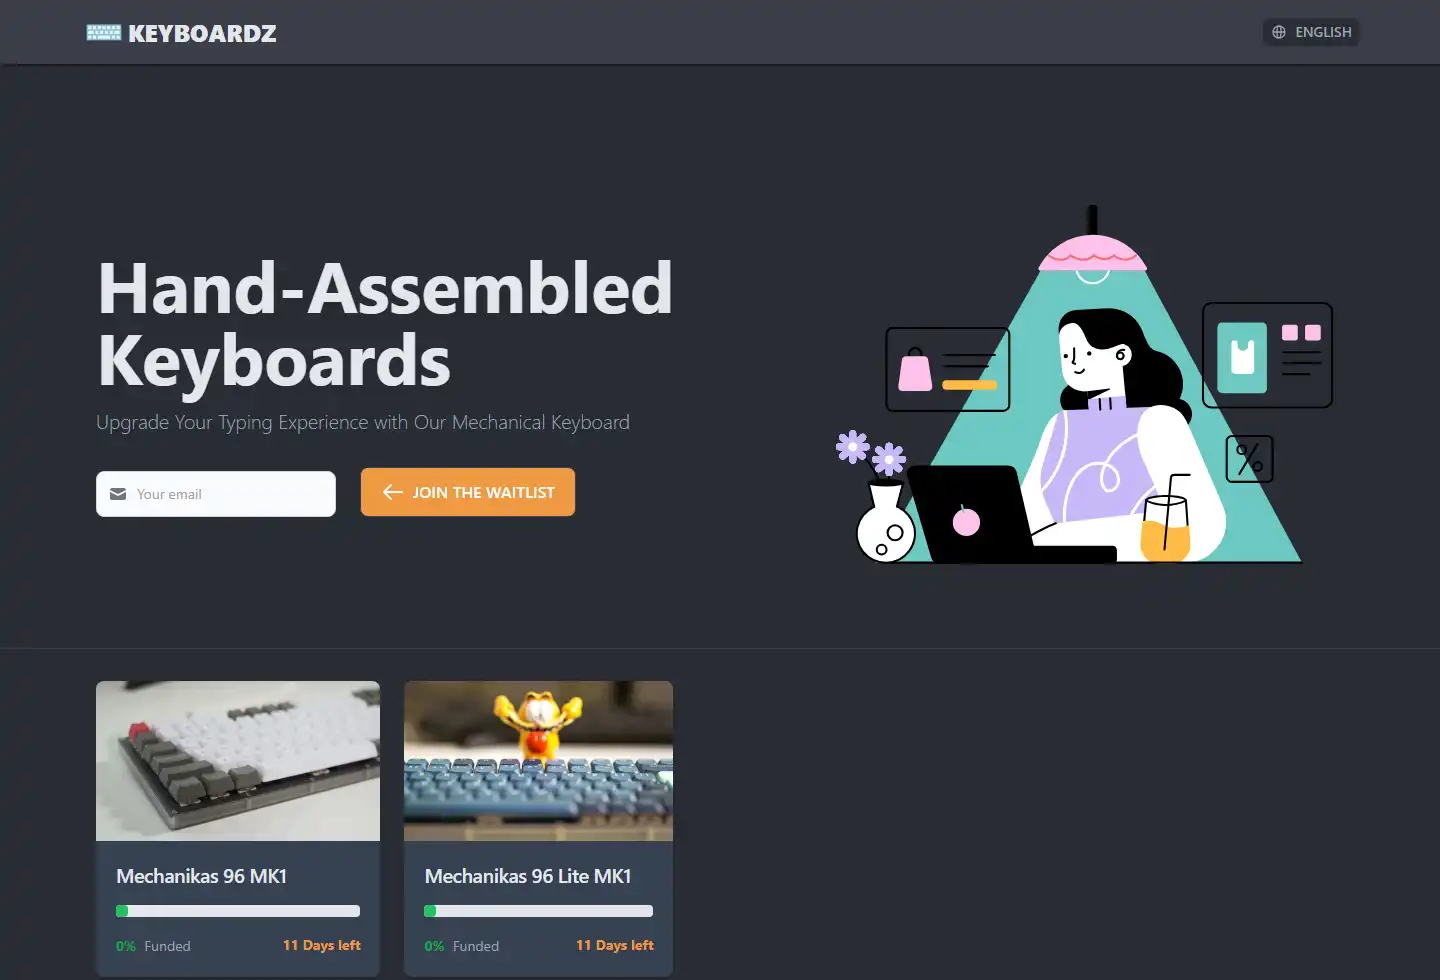 KEYBOARDZ
ENGLISH
Hand-Assembled
Keyboards
Upgrade Your Typing Experience with Our Mechanical Keyboard
Your email
JOIN THE WAITLIST
%
Mechanikas 96 MK1
0% Funded
11 Days left
Mechanikas 96 Lite MK1
0% Funded
11 Days left